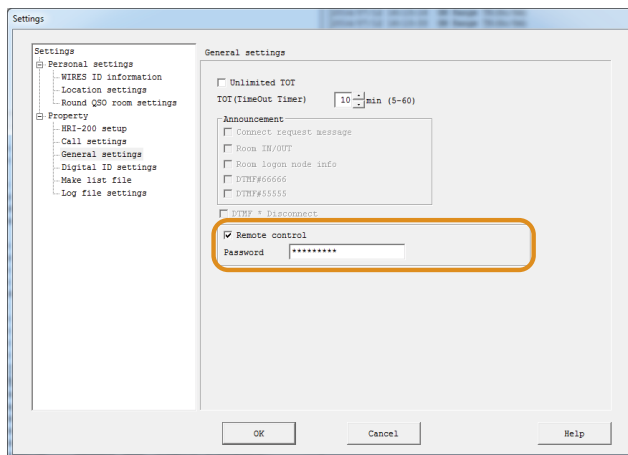 Settings
Settings
Personal settings
WIRES ID information
Location settings
Round QSO room settings
Property
HRI-200 setup
Call settings
General settings
Digital ID settings
Make list file
Log file settings
General settings
Unlimited TOT
TOT(TimeOut Timer) 10 min (5-60)
Announcement
Connect request message
Room IN/OUT
Room logon node info
DTMF#66666
DTMF#55555
DTMF * Disconnect
Remote control
Password *********
OK Cancel Help